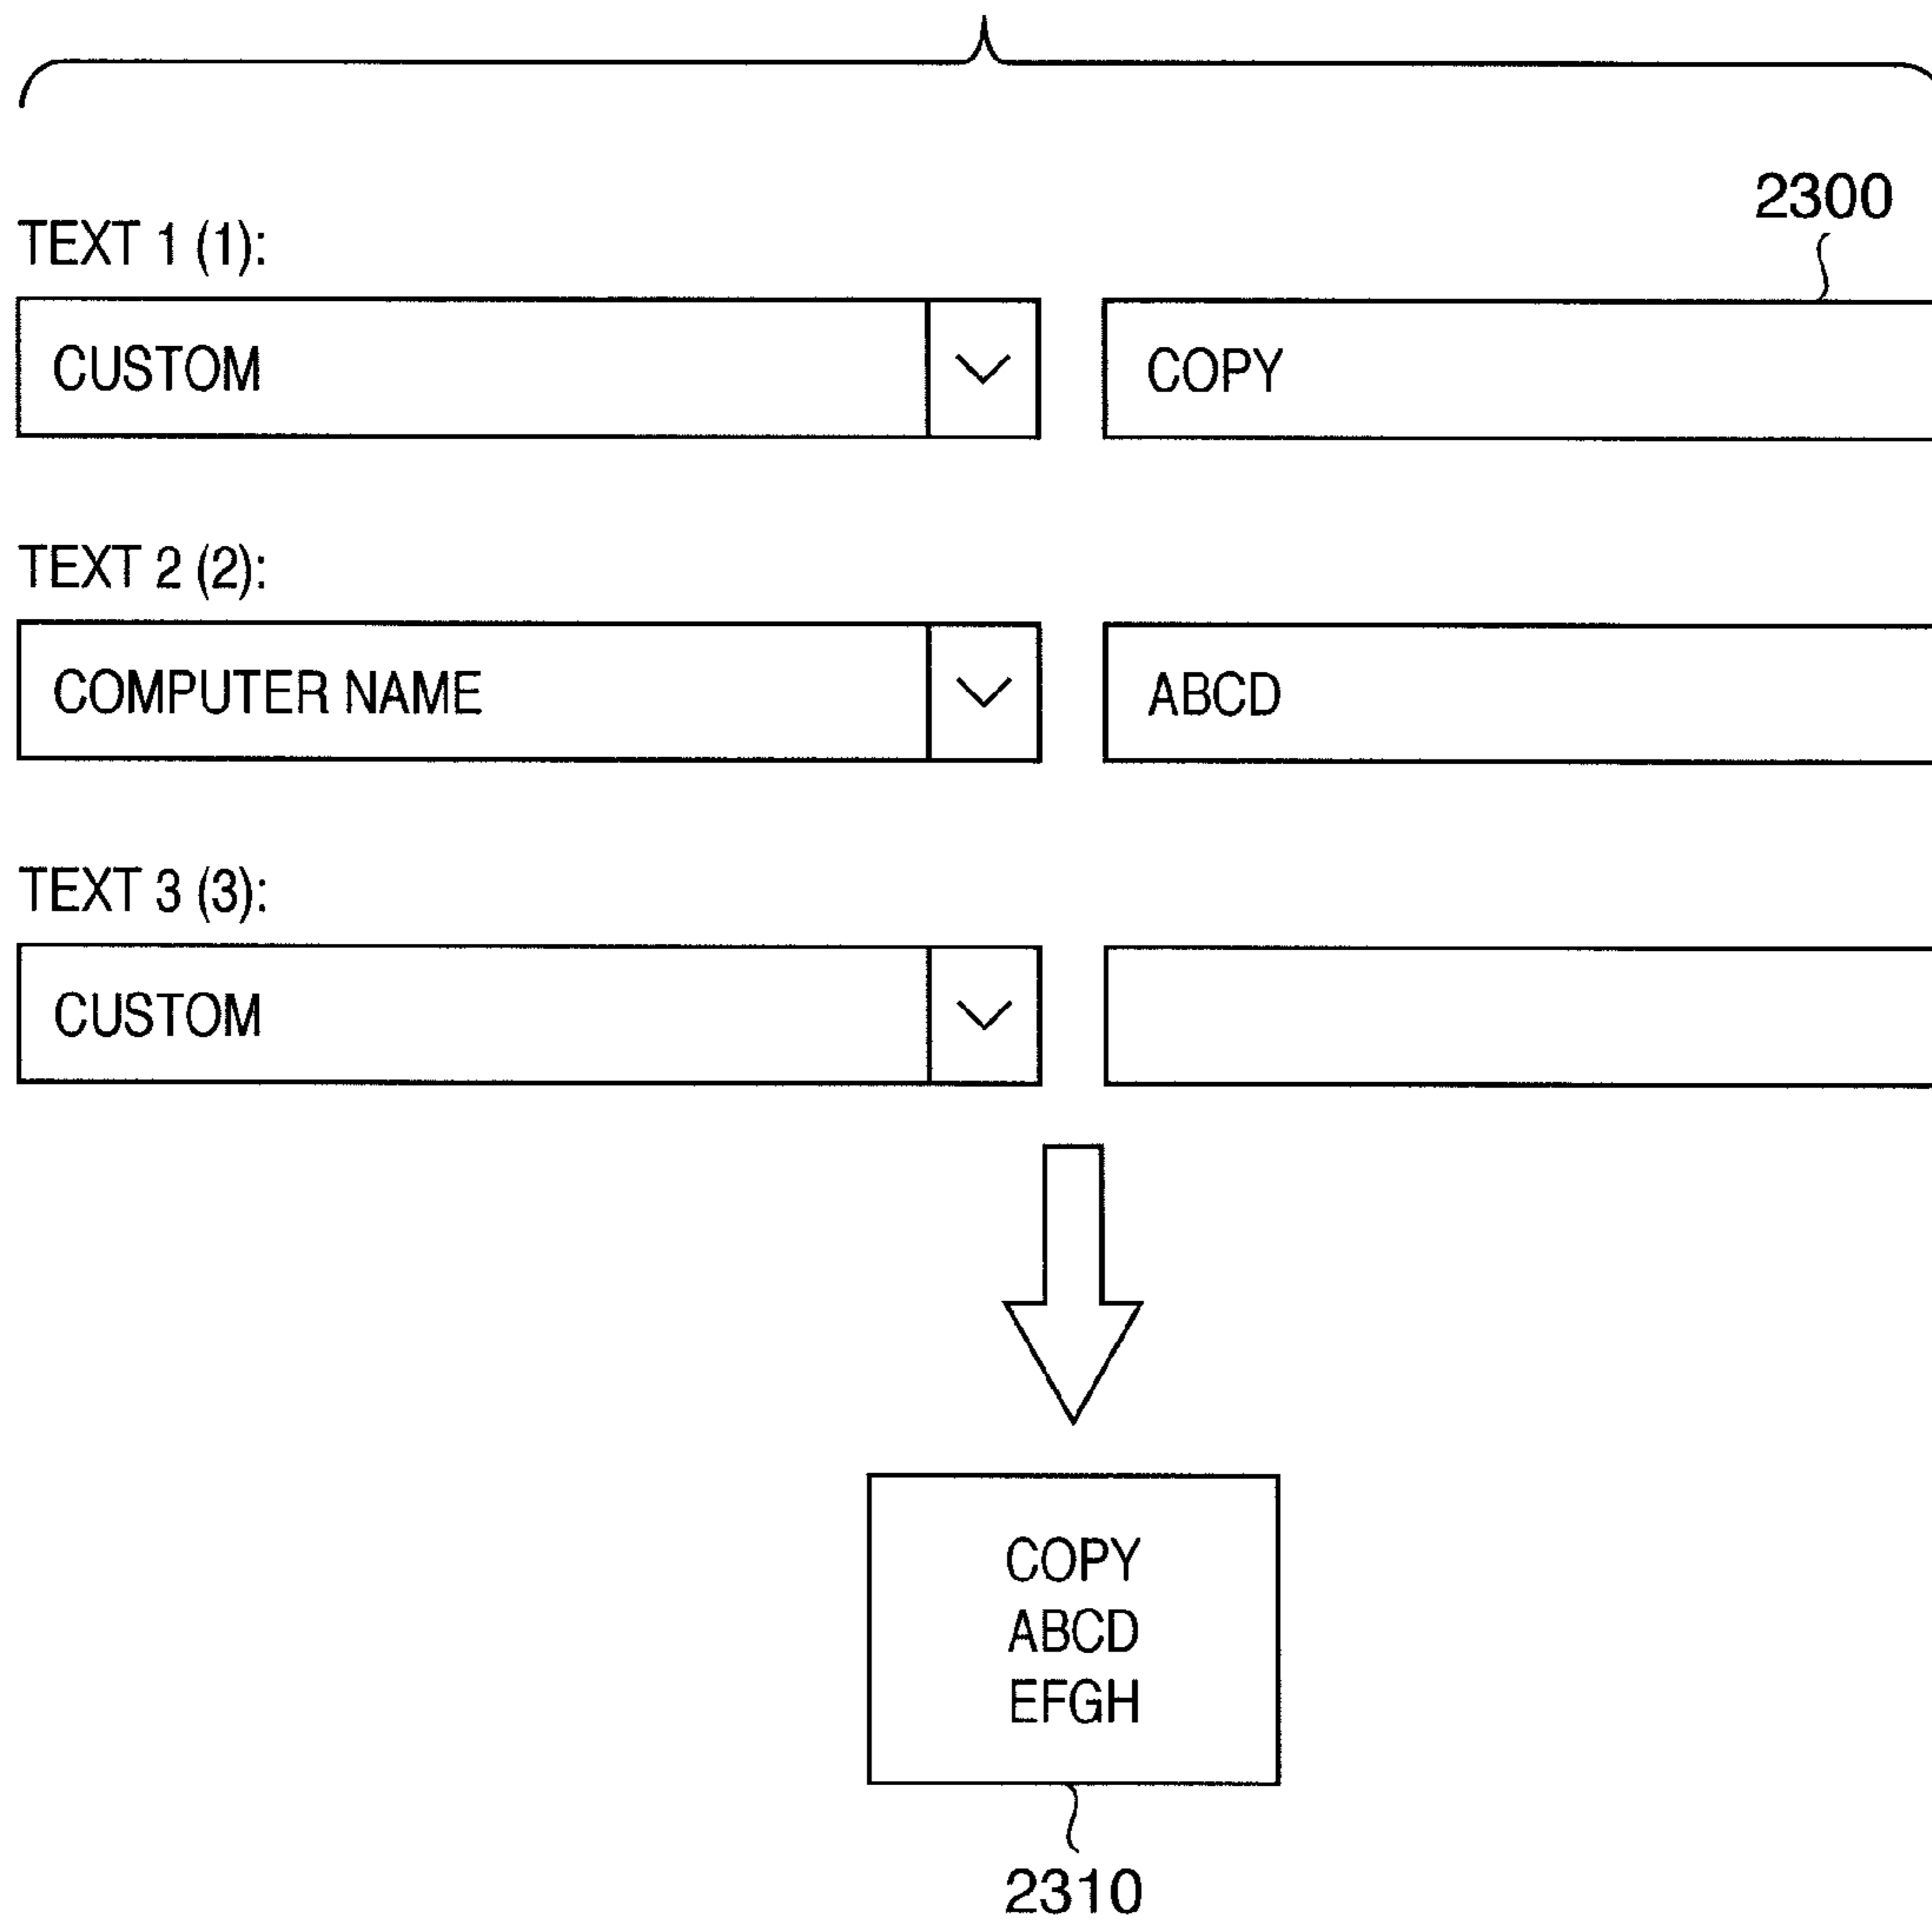 2300
TEXT 1 (1):
CUSTOM COPY
TEXT 2 (2):
COMPUTER NAME ABCD
TEXT 3 (3):
CUSTOM
COPY
ABCD
EFGH
2310